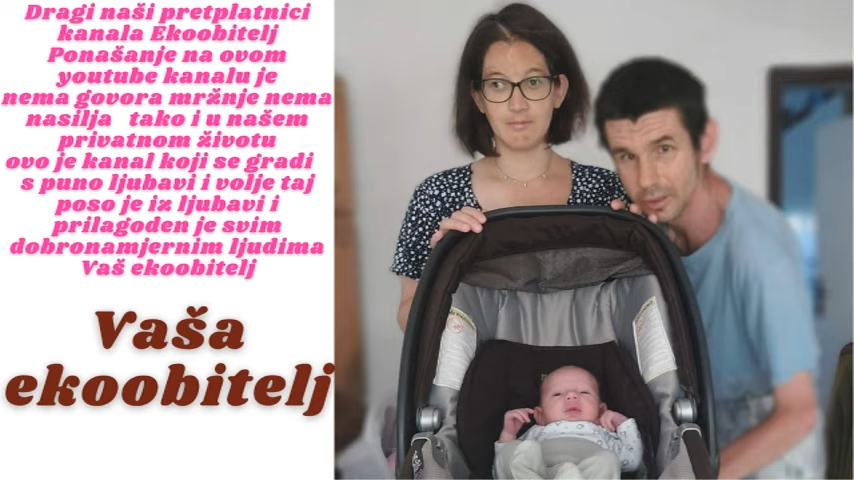 Dragi naši pretplatnici
kanala Ekoobitelj
Ponašanje na ovom
youtube kanalu je
nema govora mržnje nema
nasilja tako i u našem
privatnom životu
ovo je kanal koji se gradi
s puno ljubavi i volje taj
poso je iz ljubavi i
prilagođen je svim
dobronamjernim ljudima
Vaš ekoobitelj
Vaša
ekoobitelj